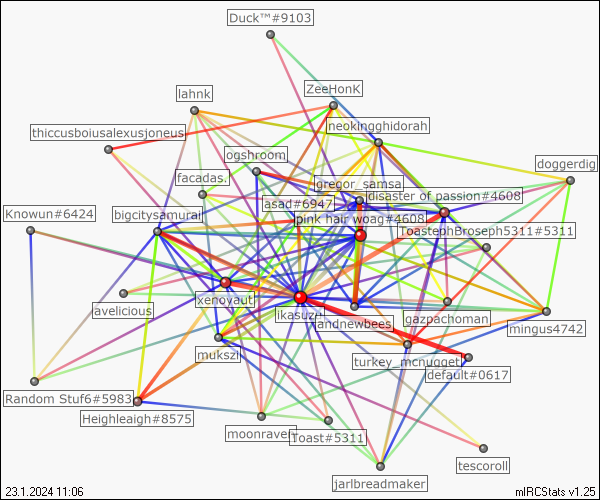 Duck™#9103
ZeeHonK
lahnk
neokingghidorah
thiccusboiusalexusjoneus
ogshroom
doggerdig
facadas.
gregor_samsa
disaster of passion#4608
asad#6947
Knowun#6424
bigcitysamurai
pink hair woag#4608
ToastephBroseph5311#5311
xenoyaut
avelicious
ikasuzu
randnewbees
gazpachoman
mingus4742
mukszi
turkey_mcnugget
default#0617
Random Stuf6#5983
Heighleaigh#8575
moonraven
Toast#5311
tescoroll
jarlbreadmaker
23.1.2024 11:06
mIRCStats v1.25